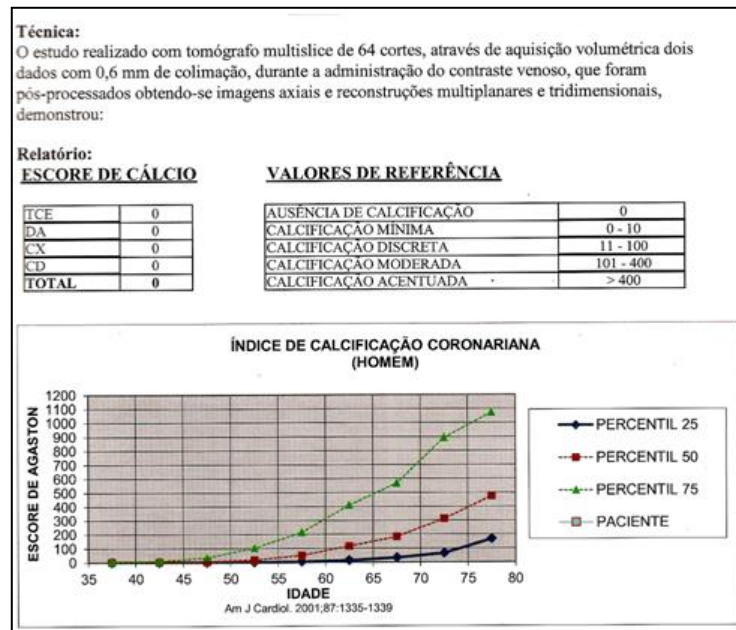 Técnica:
O estudo realizado com tomógrafo multislice de 64 cortes, através de aquisição volumétrica dois
dados com 0,6 mm de colimação, durante a administração do contraste venoso, que foram
pós-processados obtendo-se imagens axiais e reconstruções multiplanares e tridimensionais,
demonstrou:
Relatório:
ESCORE DE CÁLCIO
TCE 0
DA 0
CX 0
CD 0
TOTAL 0
VALORES DE REFERÊNCIA
AUSÊNCIA DE CALCIFICAÇÃO 0
CALCIFICAÇÃO MÍNIMA 0 - 10
CALCIFICAÇÃO DISCRETA 11 - 100
CALCIFICAÇÃO MODERADA 101 - 400
CALCIFICAÇÃO ACENTUADA > 400
ÍNDICE DE CALCIFICAÇÃO CORONARIANA
(HOMEM)
ESCORE DE AGASTON
1200
1100
1000
900
800
700
600
500
400
300
200
100
0
35 40 45 50 55 60 65 70 75 80
IDADE
Am J Cardiol. 2001;87:1335-1339
PERCENTIL 25
PERCENTIL 50
PERCENTIL 75
PACIENTE